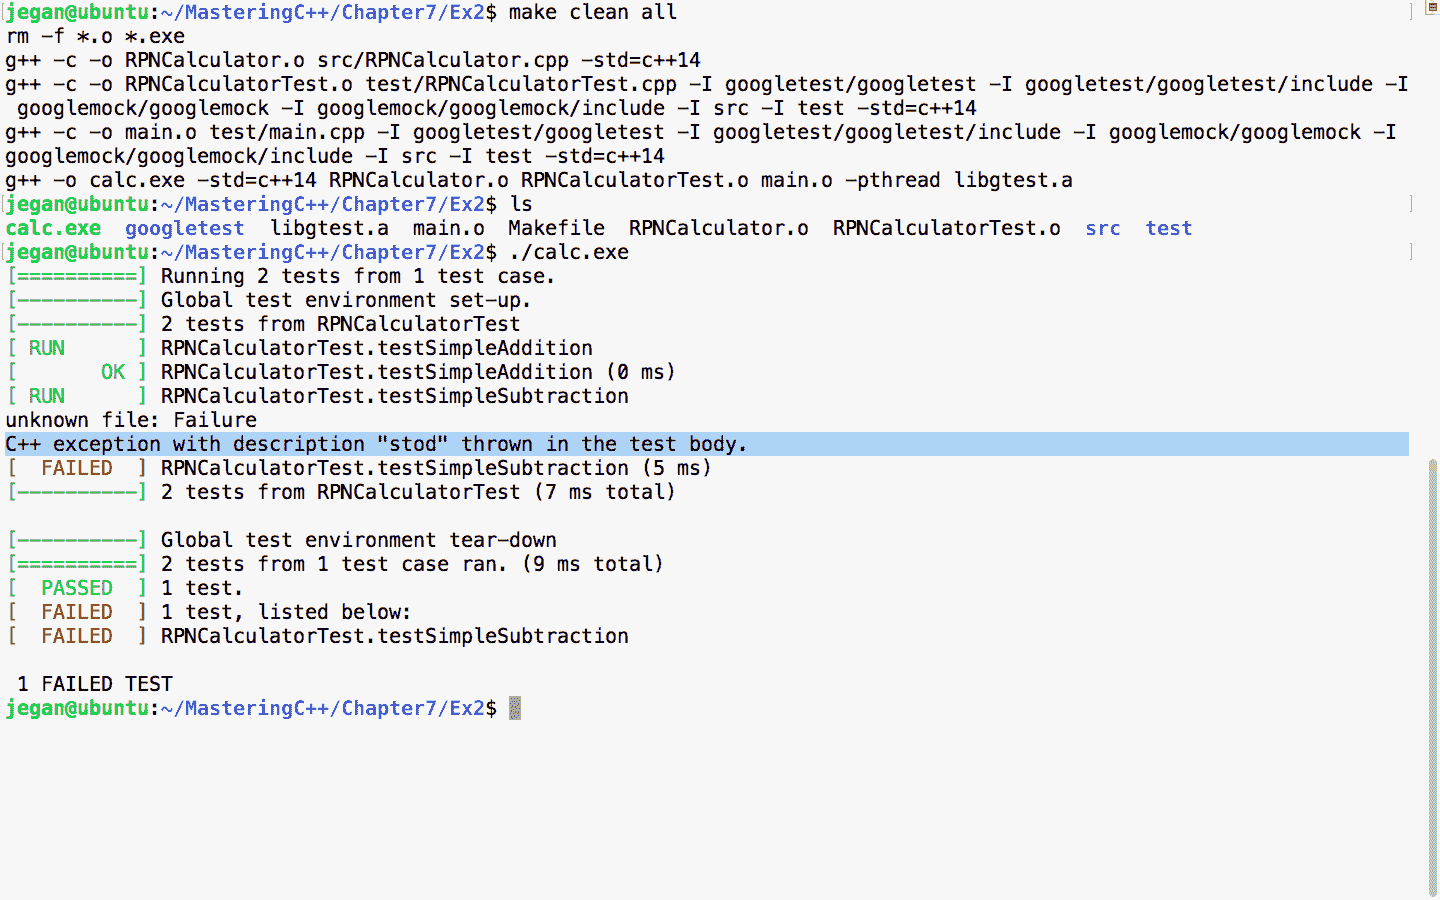 jegan@ubuntu:~/MasteringC++/Chapter7/Ex2$ make clean all
rm -f *.o *.exe
g++ -c -o RPNCalculator.o src/RPNCalculator.cpp -std=c++14
g++ -c -o RPNCalculatorTest.o test/RPNCalculatorTest.cpp -I googletest/googletest -I googletest/googletest/include -I
 googlemock/googlemock -I googlemock/googlemock/include -I src -I test -std=c++14
g++ -c -o main.o test/main.cpp -I googletest/googletest -I googletest/googletest/include -I googlemock/googlemock -I
googlemock/googlemock/include -I src -I test -std=c++14
g++ -o calc.exe -std=c++14 RPNCalculator.o RPNCalculatorTest.o main.o -pthread libgtest.a
jegan@ubuntu:~/MasteringC++/Chapter7/Ex2$ ls
calc.exe  googletest  libgtest.a  main.o  Makefile  RPNCalculator.o  RPNCalculatorTest.o  src  test
jegan@ubuntu:~/MasteringC++/Chapter7/Ex2$ ./calc.exe
[==========] Running 2 tests from 1 test case.
[----------] Global test environment set-up.
[----------] 2 tests from RPNCalculatorTest
[ RUN      ] RPNCalculatorTest.testSimpleAddition
[       OK ] RPNCalculatorTest.testSimpleAddition (0 ms)
[ RUN      ] RPNCalculatorTest.testSimpleSubtraction
unknown file: Failure
C++ exception with description "stod" thrown in the test body.
[  FAILED  ] RPNCalculatorTest.testSimpleSubtraction (5 ms)
[----------] 2 tests from RPNCalculatorTest (7 ms total)

[----------] Global test environment tear-down
[==========] 2 tests from 1 test case ran. (9 ms total)
[  PASSED  ] 1 test.
[  FAILED  ] 1 test, listed below:
[  FAILED  ] RPNCalculatorTest.testSimpleSubtraction

 1 FAILED TEST
jegan@ubuntu:~/MasteringC++/Chapter7/Ex2$